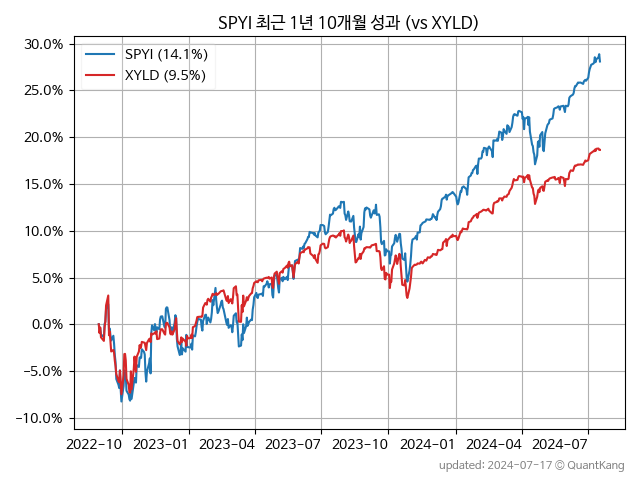 SPYI 최근 1년 10개월 성과 (vs XYLD)
SPYI (14.1%)
XYLD (9.5%)
30.0%
25.0%
20.0%
15.0%
10.0%
5.0%
0.0%
−5.0%
−10.0%
2022-10 2023-01 2023-04 2023-07 2023-10 2024-01 2024-04 2024-07
updated: 2024-07-17 © QuantKang